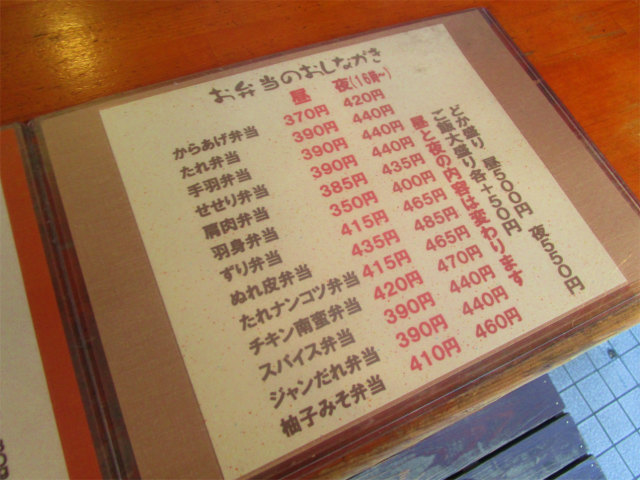 お弁当のおしながき
昼 夜(16時〜)
からあげ弁当 370円 420円
たれ弁当 390円 440円
手羽弁当 390円 440円
せせり弁当 390円 440円
肩肉弁当 385円 435円
羽身弁当 350円 400円
ずり弁当 415円 465円
ぬれ皮弁当 435円 485円
たれナンコツ弁当 415円 465円
チキン南蛮弁当 420円 470円
スパイス弁当 390円 440円
ジャンだれ弁当 390円 440円
柚子みそ弁当 410円 460円
どか盛り 昼500円 夜550円
ご飯大盛り各+50円
昼と夜の内容は変わります